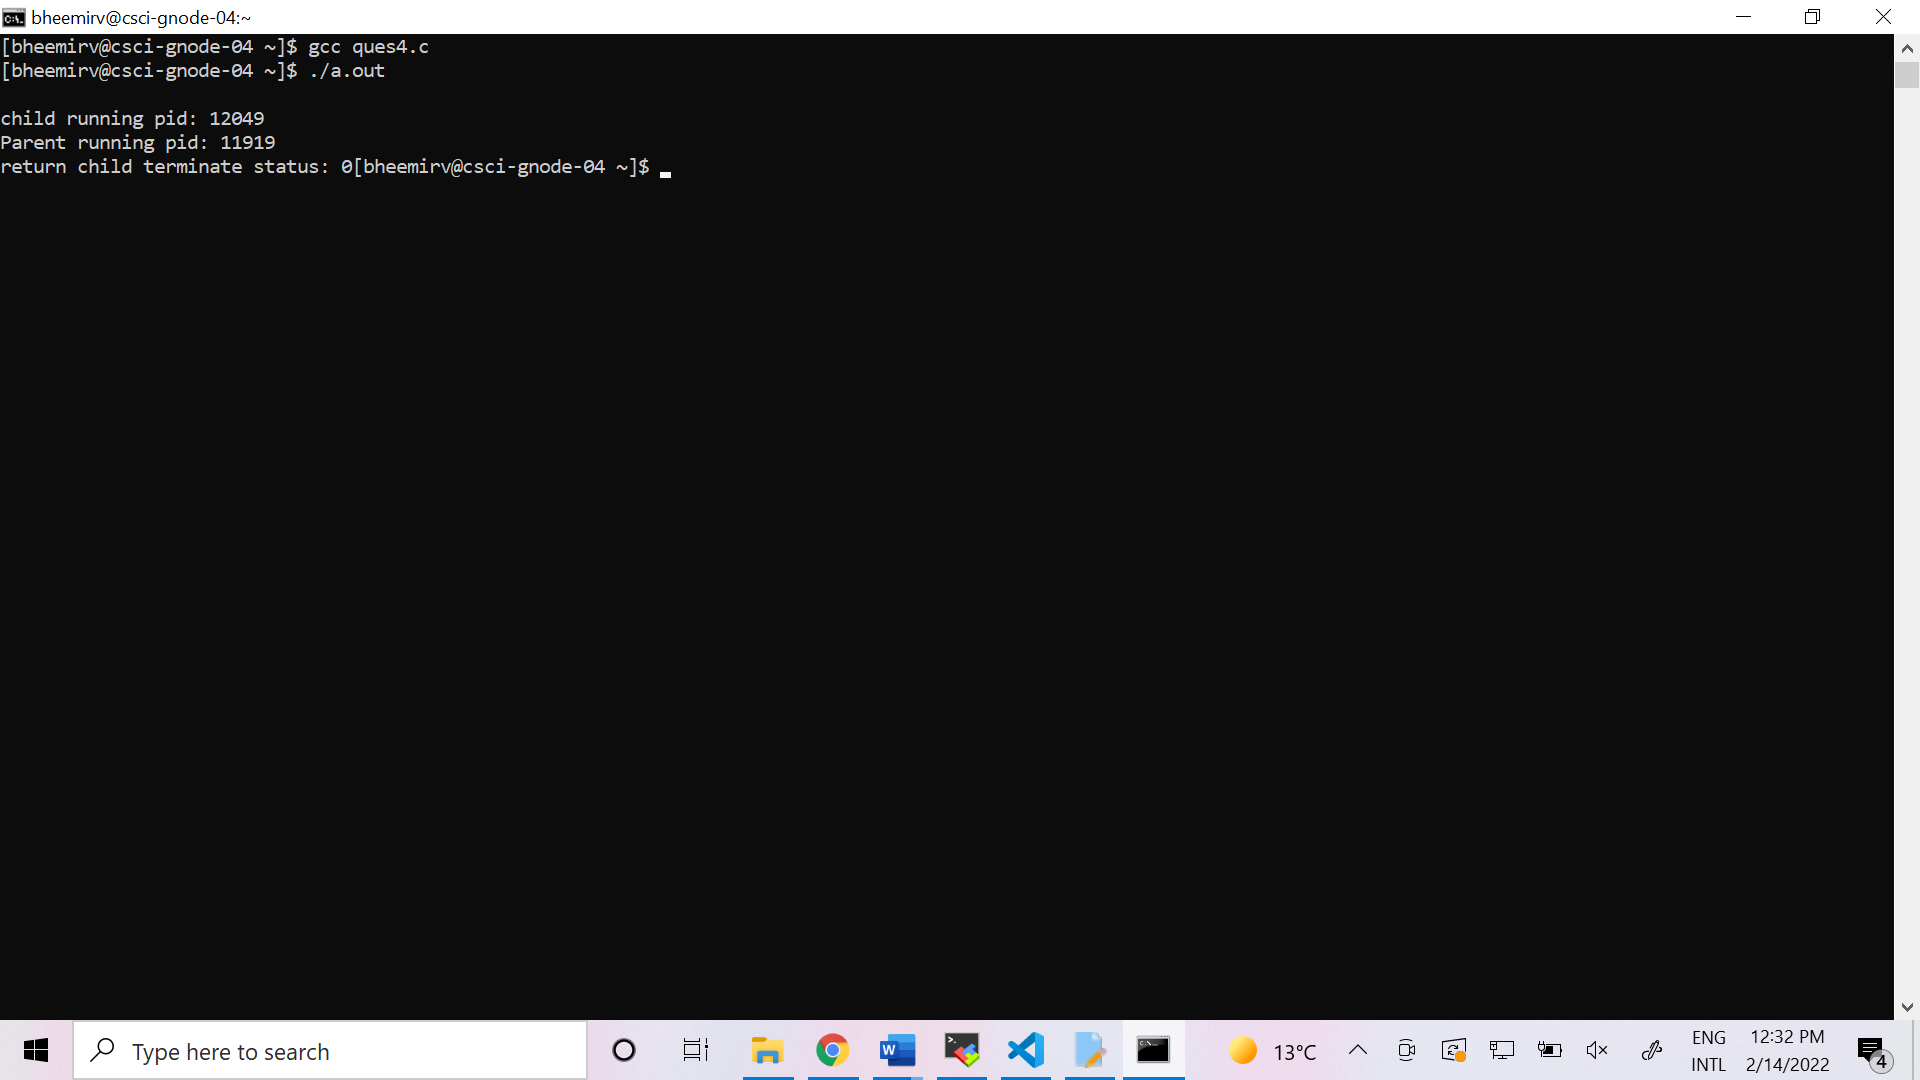 bheemirv@csci-gnode-04:~
[bheemirv@csci-gnode-04 ~]$ gcc ques4.c
[bheemirv@csci-gnode-04 ~]$ ./a.out
child running pid: 12049
Parent running pid: 11919
return child terminate status: 0[bheemirv@csci-gnode-04 ~]$
Type here to search
13°C
ENG
INTL
12:32 PM
2/14/2022
4